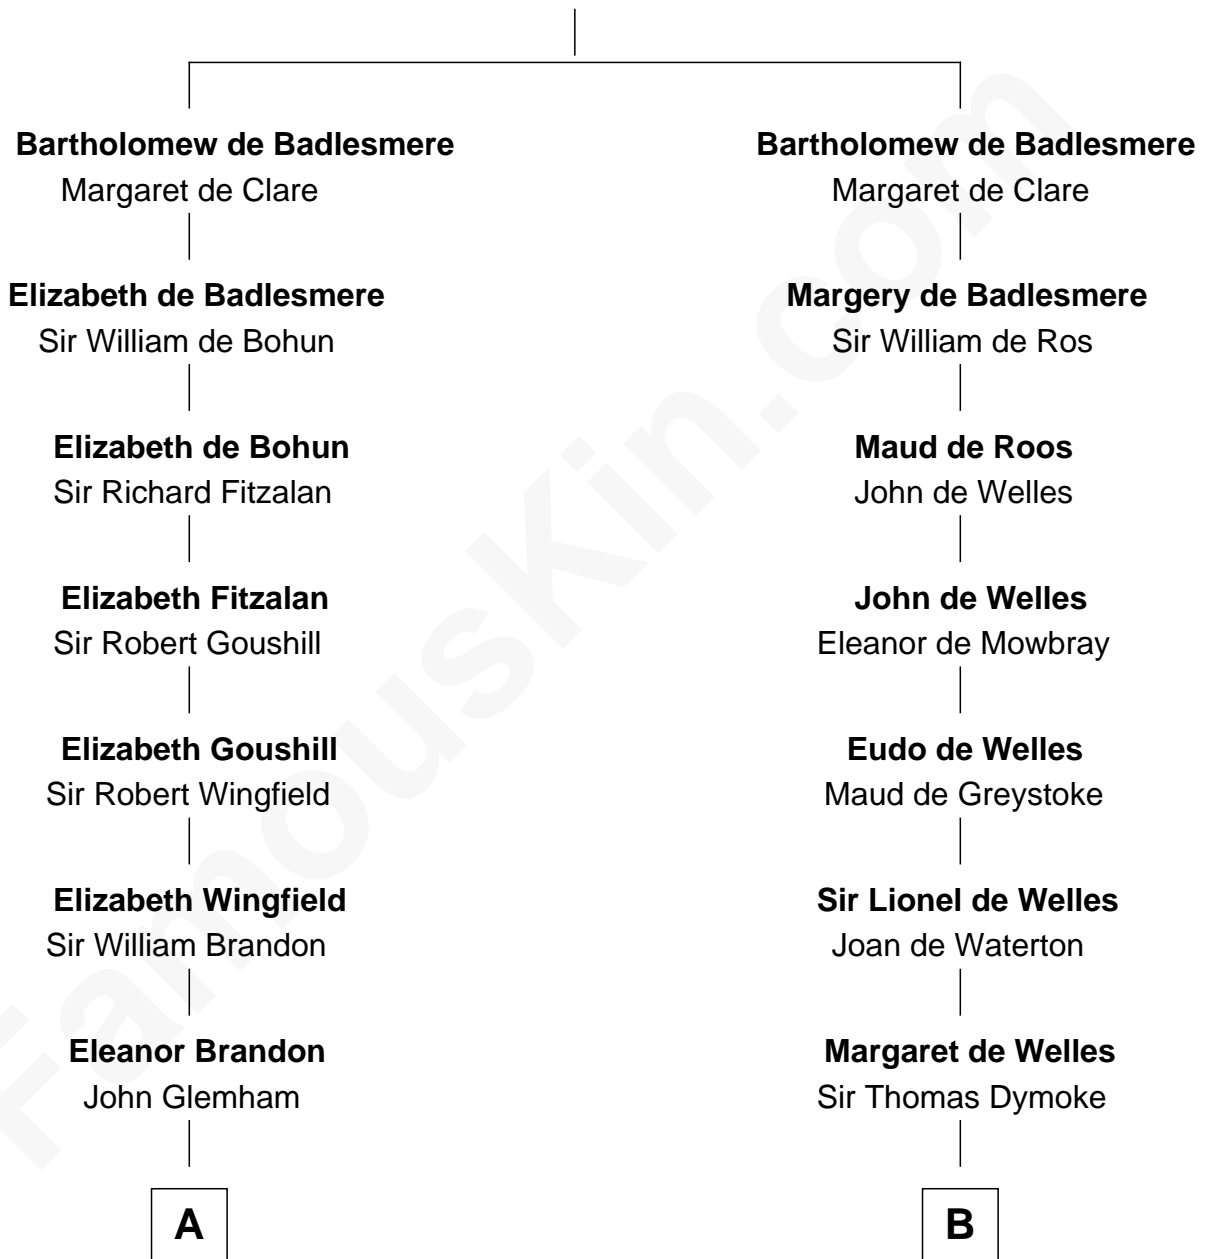 Bartholomew de Badlesmere
Margaret de Clare
Elizabeth de Badlesmere
Sir William de Bohun
Elizabeth de Bohun
Sir Richard Fitzalan
Elizabeth Fitzalan
Sir Robert Goushill
Elizabeth Goushill
Sir Robert Wingfield
Elizabeth Wingfield
Sir William Brandon
Eleanor Brandon
John Glemham
A
Bartholomew de Badlesmere
Margaret de Clare
Margery de Badlesmere
Sir William de Ros
Maud de Roos
John de Welles
John de Welles
Eleanor de Mowbray
Eudo de Welles
Maud de Greystoke
Sir Lionel de Welles
Joan de Waterton
Margaret de Welles
Sir Thomas Dymoke
B
FamousKin.com